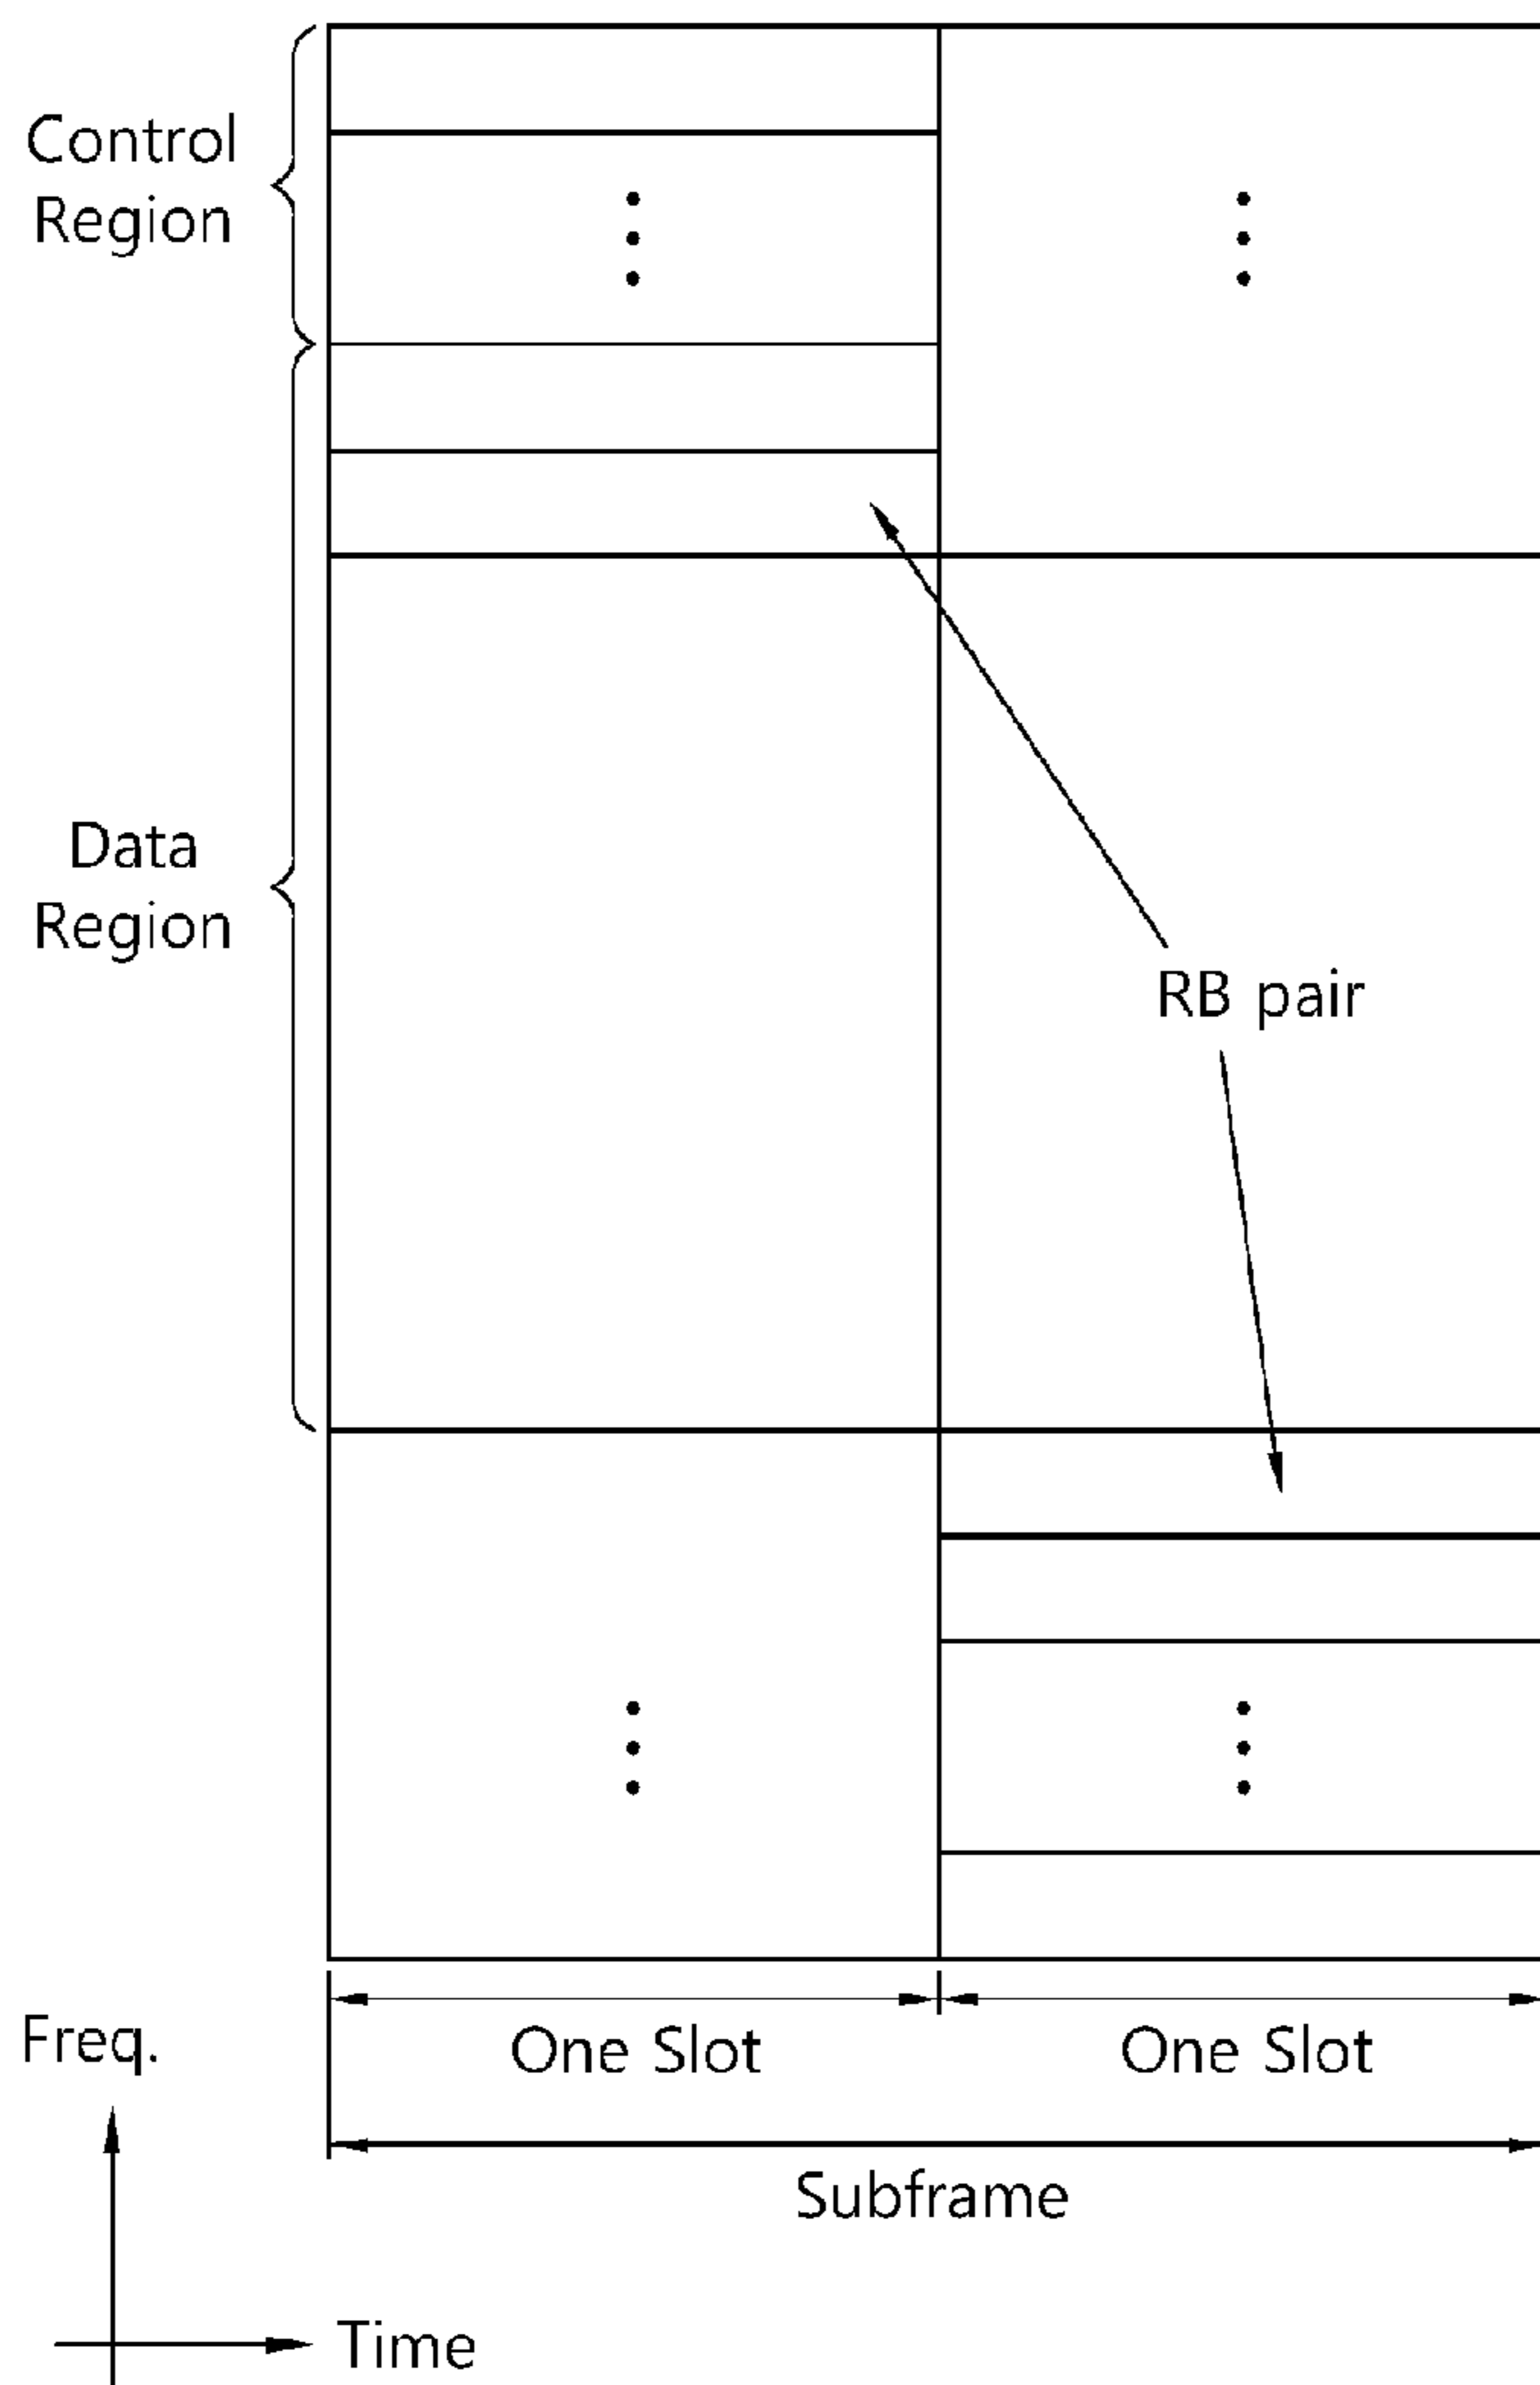 Control
Region
Data
Region
RB pair
One Slot
One Slot
Subframe
Freq.
Time